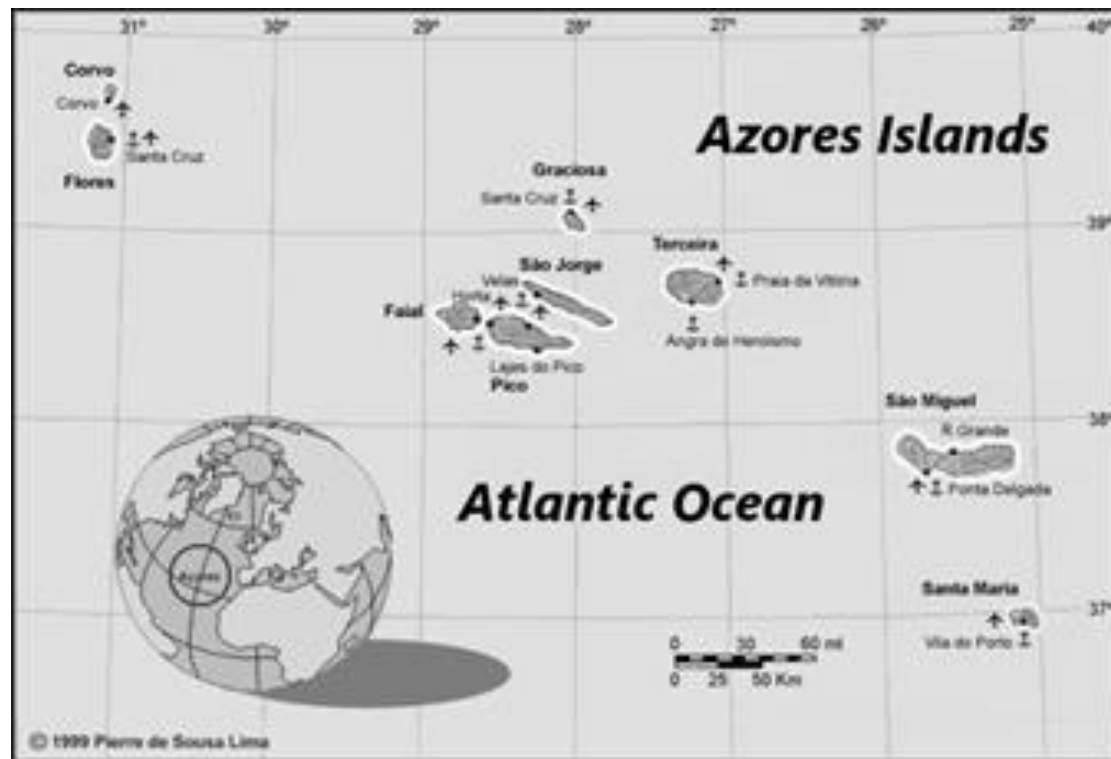 31° 30° 29° 28° 27° 26° 25° 40°
Corvo
Corvo
Santa Cruz
Flores
Azores Islands
Graciosa
Santa Cruz
39°
Terceira
Praia da Vitória
Angra do Heroísmo
São Jorge
Velas
Horta
Faial
Lajes do Pico
Pico
38°
São Miguel
R.Grande
Ponta Delgada
Atlantic Ocean
Azores
Santa Maria
37°
Vila do Porto
0 30 60 mi
0 25 50 Km
© 1999 Pierre de Sousa Lima